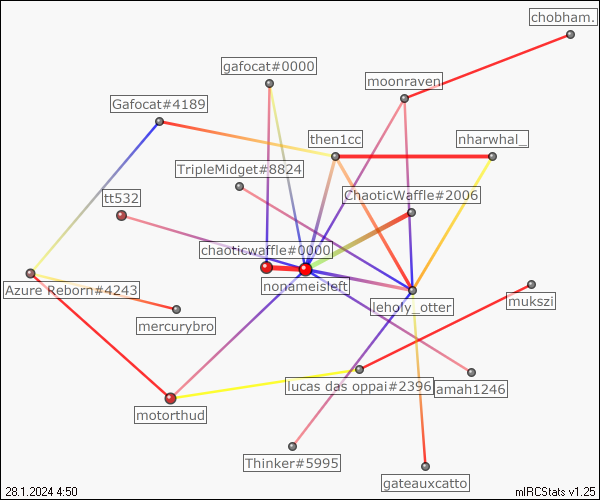 chobham.
gafocat#0000
moonraven
Gafocat#4189
then1cc
nharwhal_
TripleMidget#8824
ChaoticWaffle#2006
tt532
chaoticwaffle#0000
nonameisleft
Azure Reborn#4243
leholy_otter
mukszi
mercurybro
lucas das oppai#2396
amah1246
motorthud
Thinker#5995
gateauxcatto
28.1.2024 4:50
mIRCStats v1.25